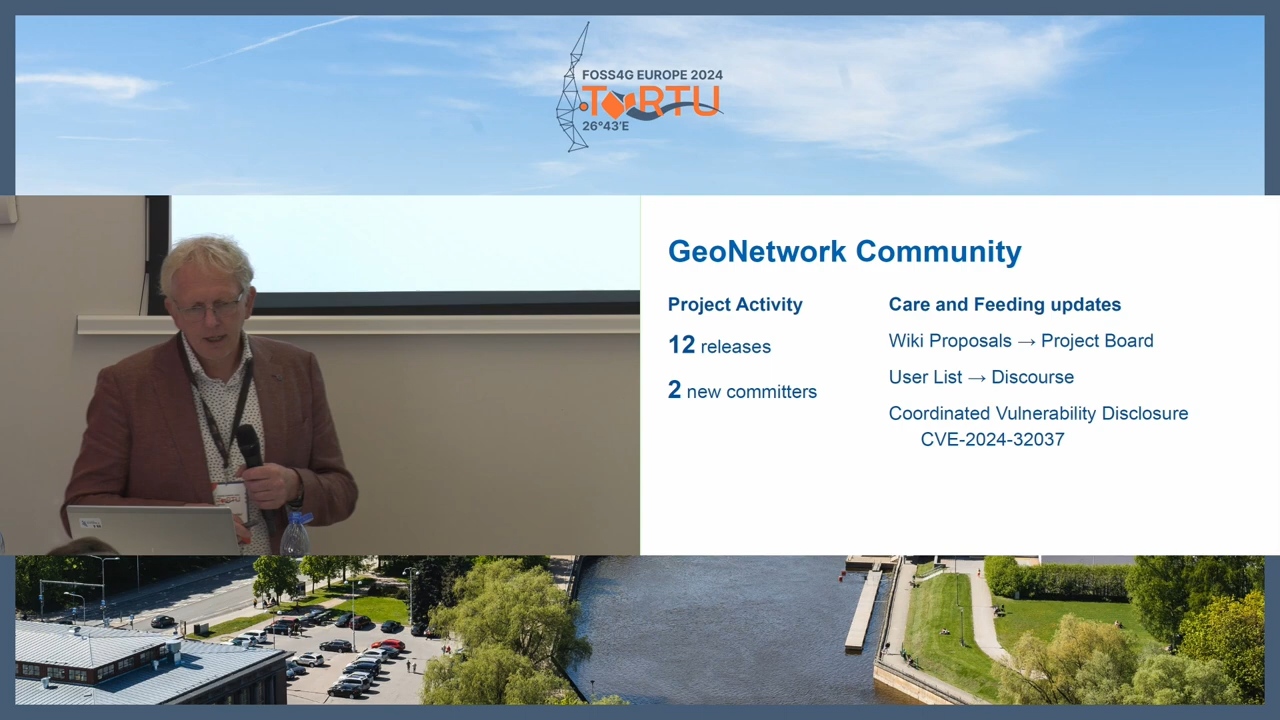 FOSS4G EUROPE 2024
TARTU
26°43'E
GeoNetwork Community
Project Activity
12 releases
2 new committers
Care and Feeding updates
Wiki Proposals → Project Board
User List → Discourse
Coordinated Vulnerability Disclosure
CVE-2024-32037